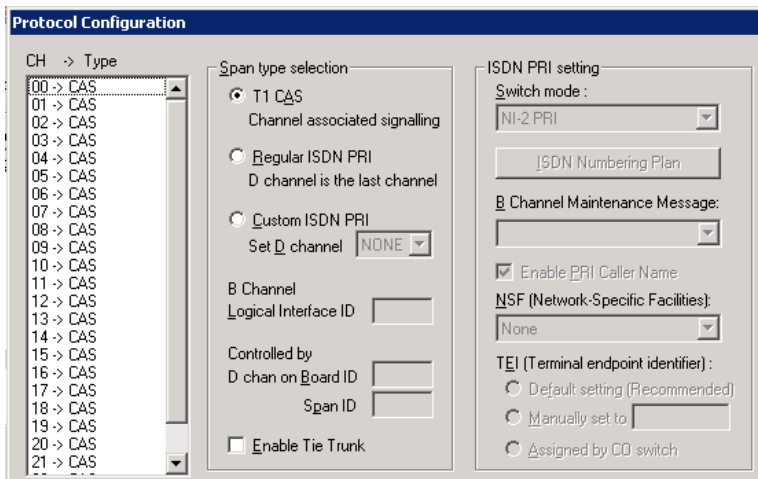 Protocol Configuration
CH -> Type
00 -> CAS
01 -> CAS
02 -> CAS
03 -> CAS
04 -> CAS
05 -> CAS
06 -> CAS
07 -> CAS
08 -> CAS
09 -> CAS
10 -> CAS
11 -> CAS
12 -> CAS
13 -> CAS
14 -> CAS
15 -> CAS
16 -> CAS
17 -> CAS
18 -> CAS
19 -> CAS
20 -> CAS
21 -> CAS
Span type selection
T1 CAS
Channel associated signalling
Regular ISDN PRI
D channel is the last channel
Custom ISDN PRI
Set D channel NONE
B Channel
Logical Interface ID
Controlled by
D chan on Board ID
Span ID
Enable Tie Trunk
ISDN PRI setting
Switch mode :
NI-2 PRI
ISDN Numbering Plan
B Channel Maintenance Message:
Enable PRI Caller Name
NSF (Network-Specific Facilities):
None
TEI (Terminal endpoint identifier) :
Default setting (Recommended)
Manually set to
Assigned by CO switch